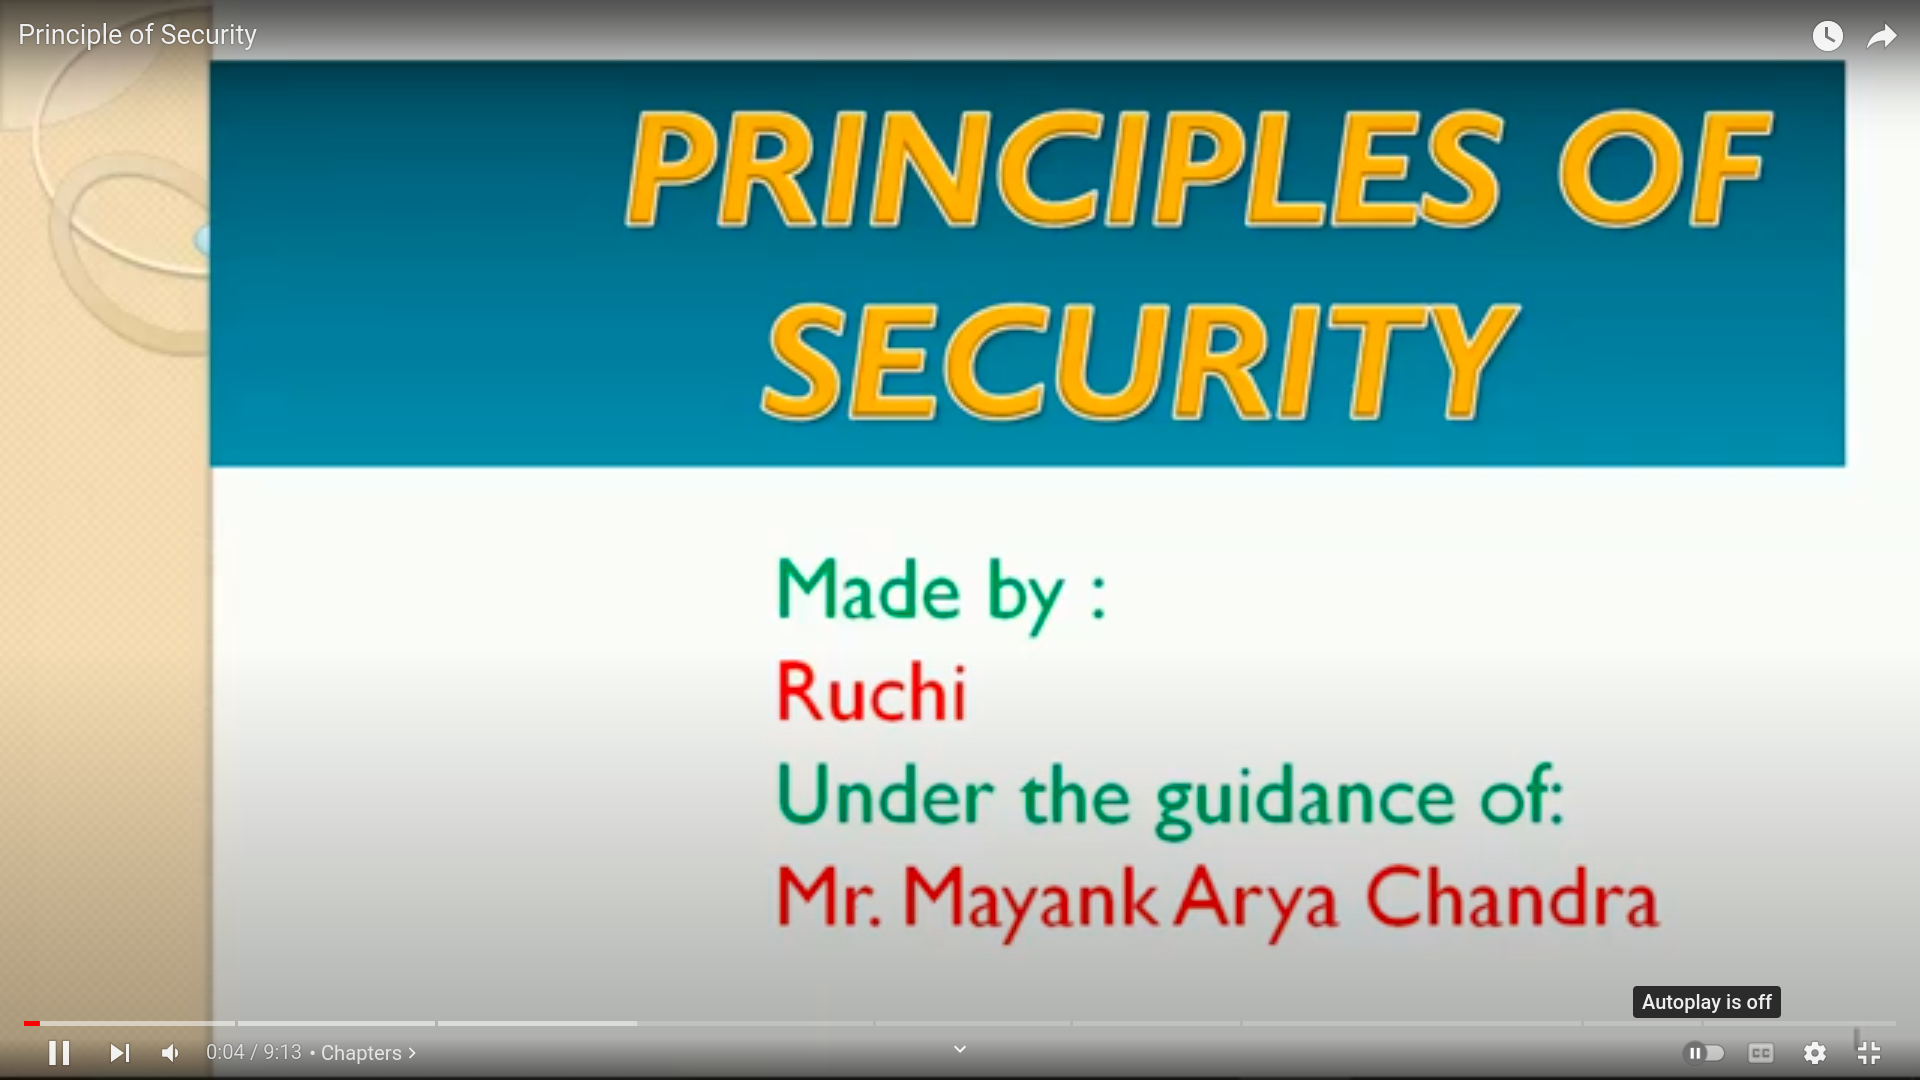 Principle of Security
PRINCIPLES OF
SECURITY
Made by :
Ruchi
Under the guidance of:
Mr. Mayank Arya Chandra
Autoplay is off
0:04 / 9:13 • Chapters
CC